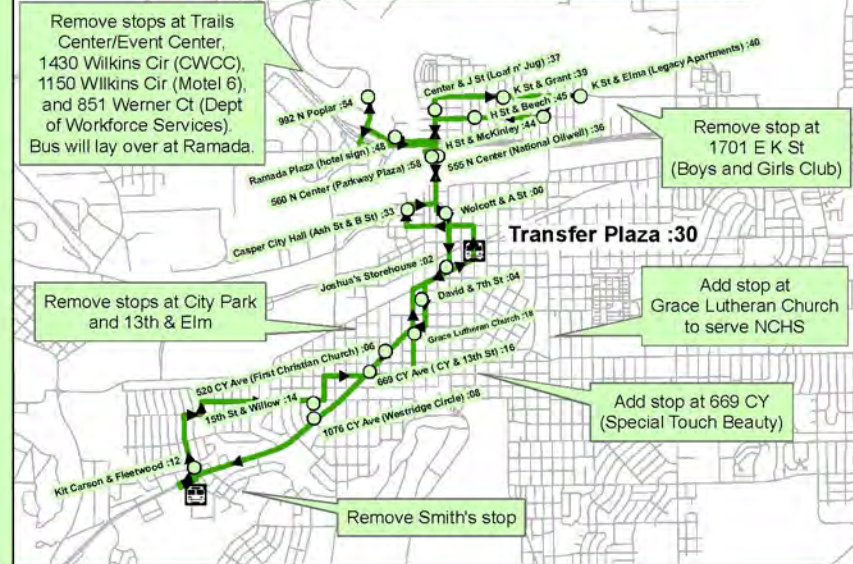 Remove stops at Trails
Center/Event Center,
1430 Wilkins Cir (CWCC),
1150 WIlkins Cir (Motel 6),
and 851 Werner Ct (Dept
of Workforce Services).
Bus will lay over at Ramada.
Center & J St (Loaf n' Jug) :37
K St & Grant :39
K St & Elma (Legacy Apartments) :40
992 N Poplar :54
H St & Beech :45
H St & McKinley :44
Ramada Plaza (hotel sign) :48
555 N Center (National Oilwell) :36
560 N Center (Parkway Plaza) :58
Remove stop at
1701 E K St
(Boys and Girls Club)
Wolcott & A St :00
Casper City Hall (Ash St & B St) :33
Transfer Plaza :30
Joshua's Storehouse :02
David & 7th St :04
Remove stops at City Park
and 13th & Elm
Add stop at
Grace Lutheran Church
to serve NCHS
Grace Lutheran Church :18
520 CY Ave (First Christian Church) :06
669 CY Ave ( CY & 13th St) :16
15th St & Willow :14
1076 CY Ave (Westridge Circle) :08
Add stop at 669 CY
(Special Touch Beauty)
Kit Carson & Fleetwood :12
Remove Smith's stop